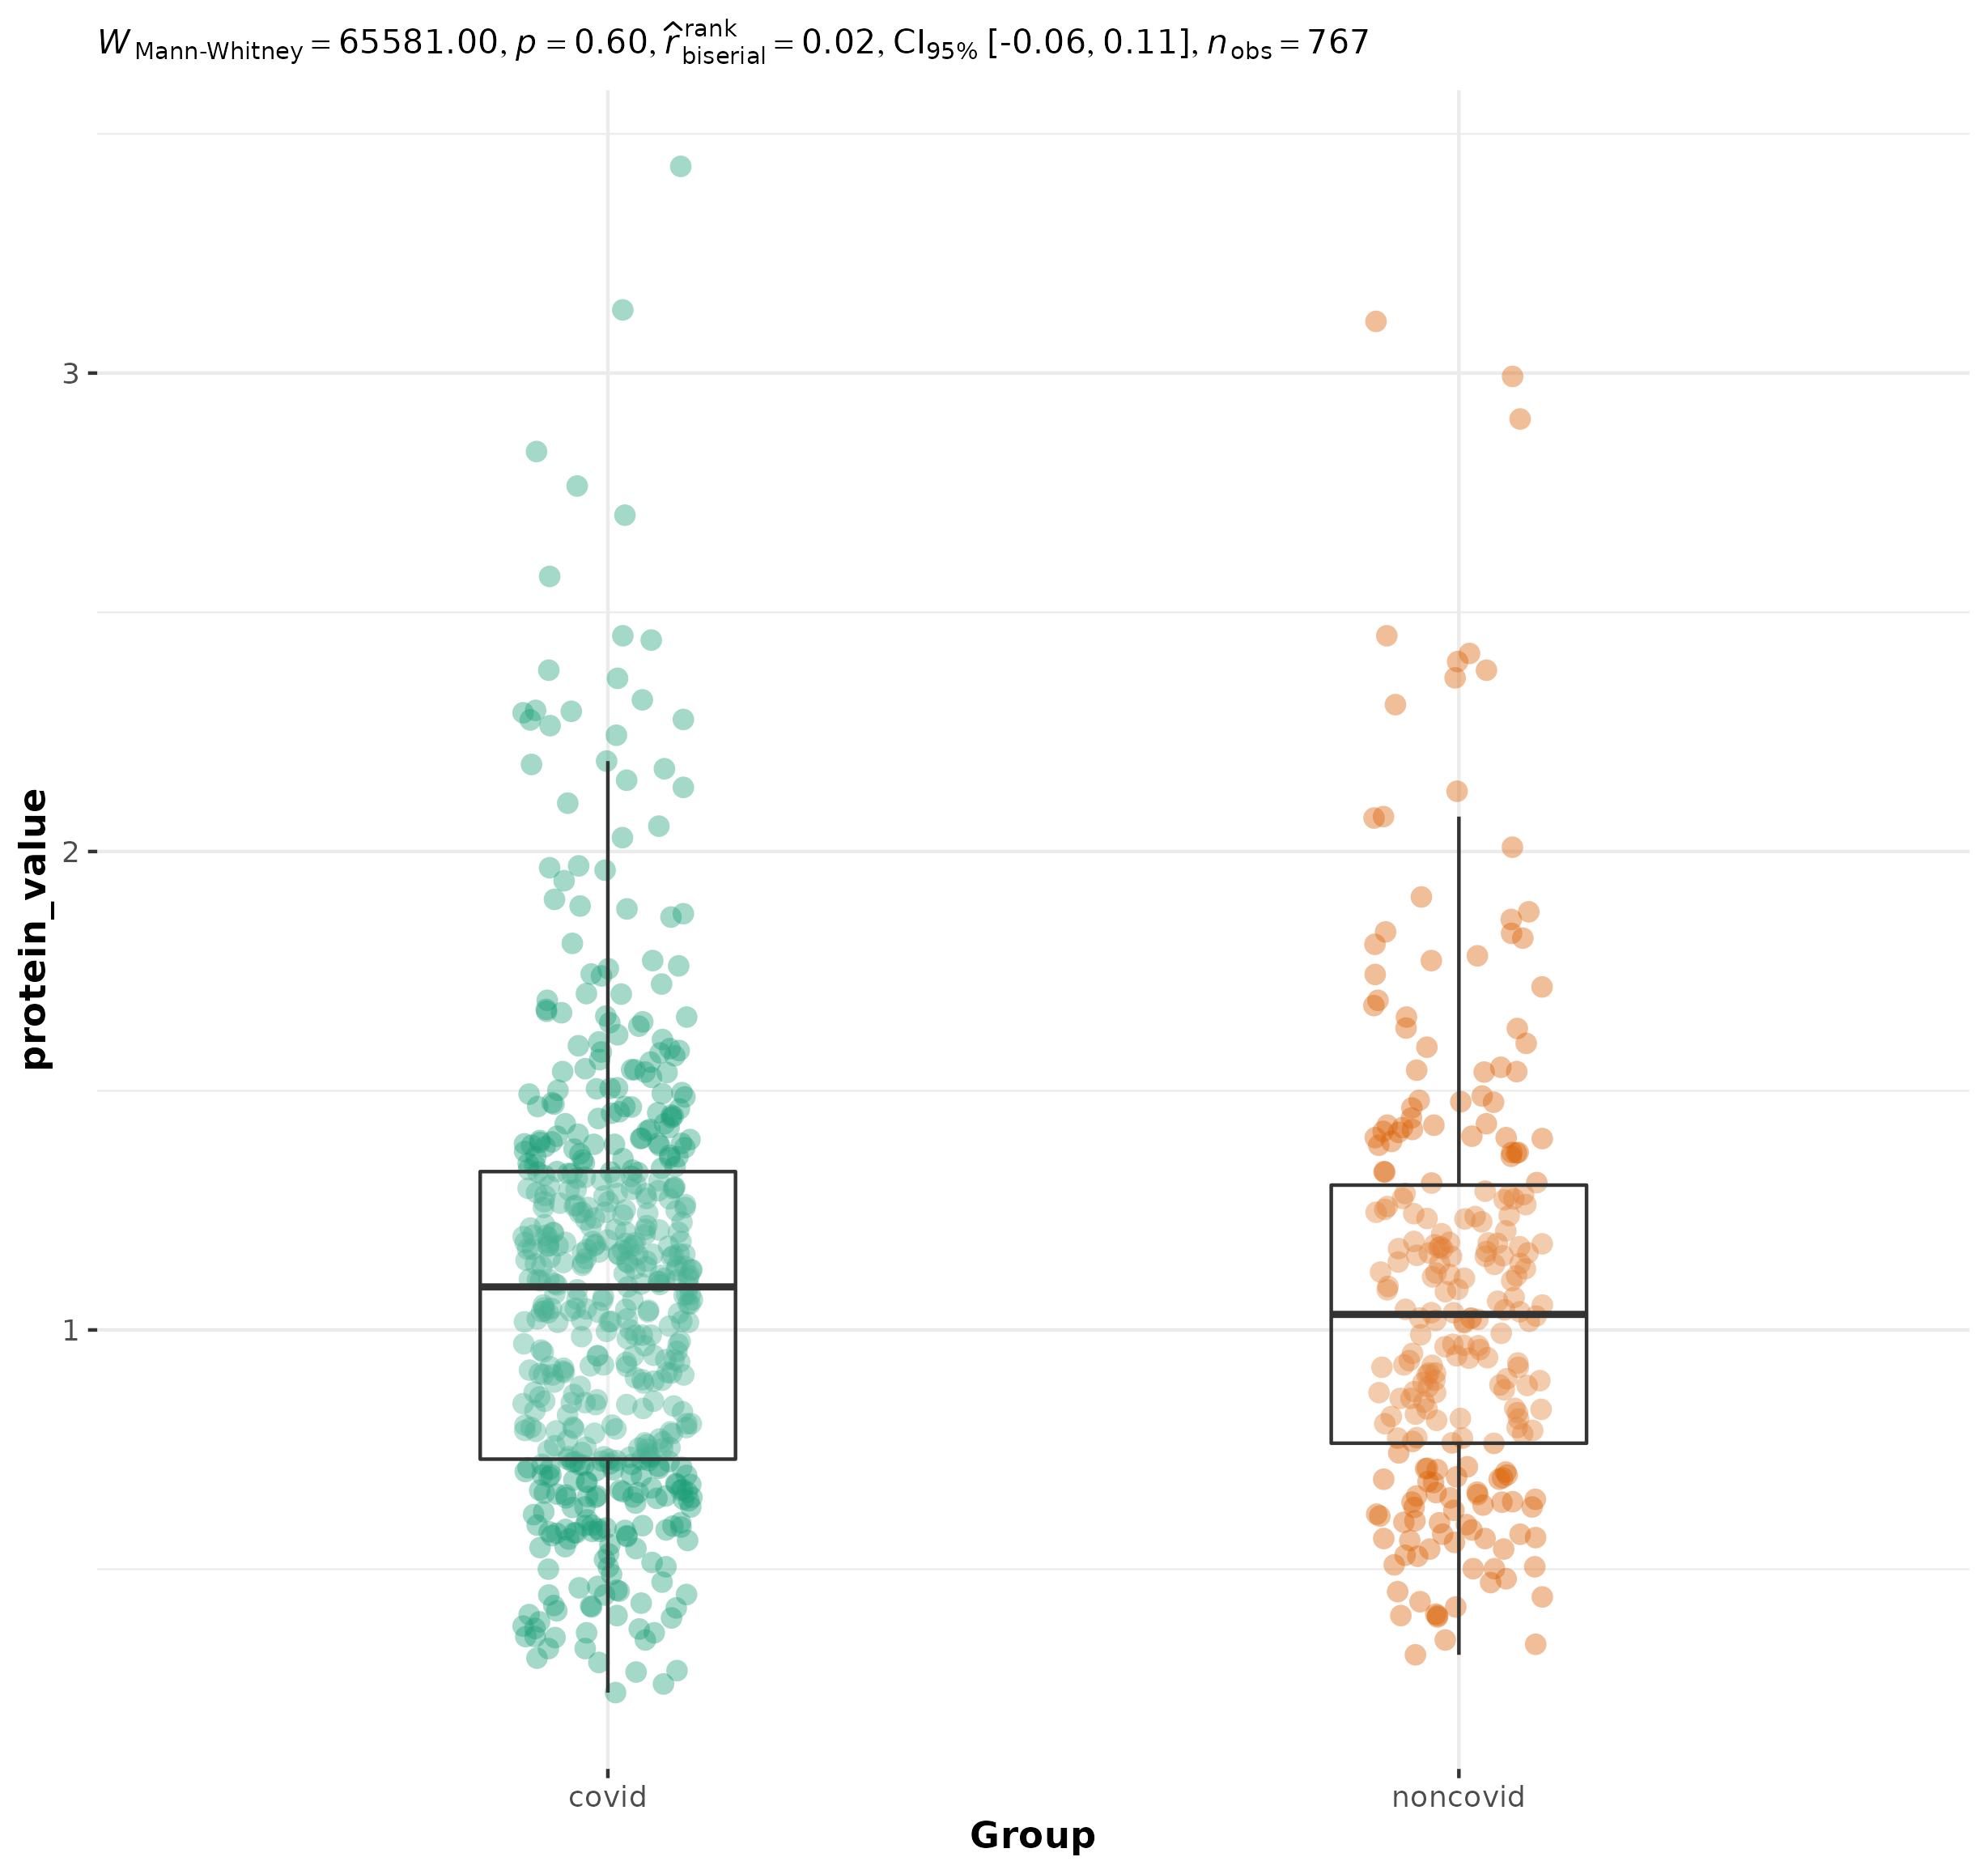 W Mann-Whitney = 65581.00, p = 0.60, r̂ rank biserial = 0.02, CI95% [-0.06, 0.11], nobs = 767
3
2
1
protein_value
covid noncovid
Group